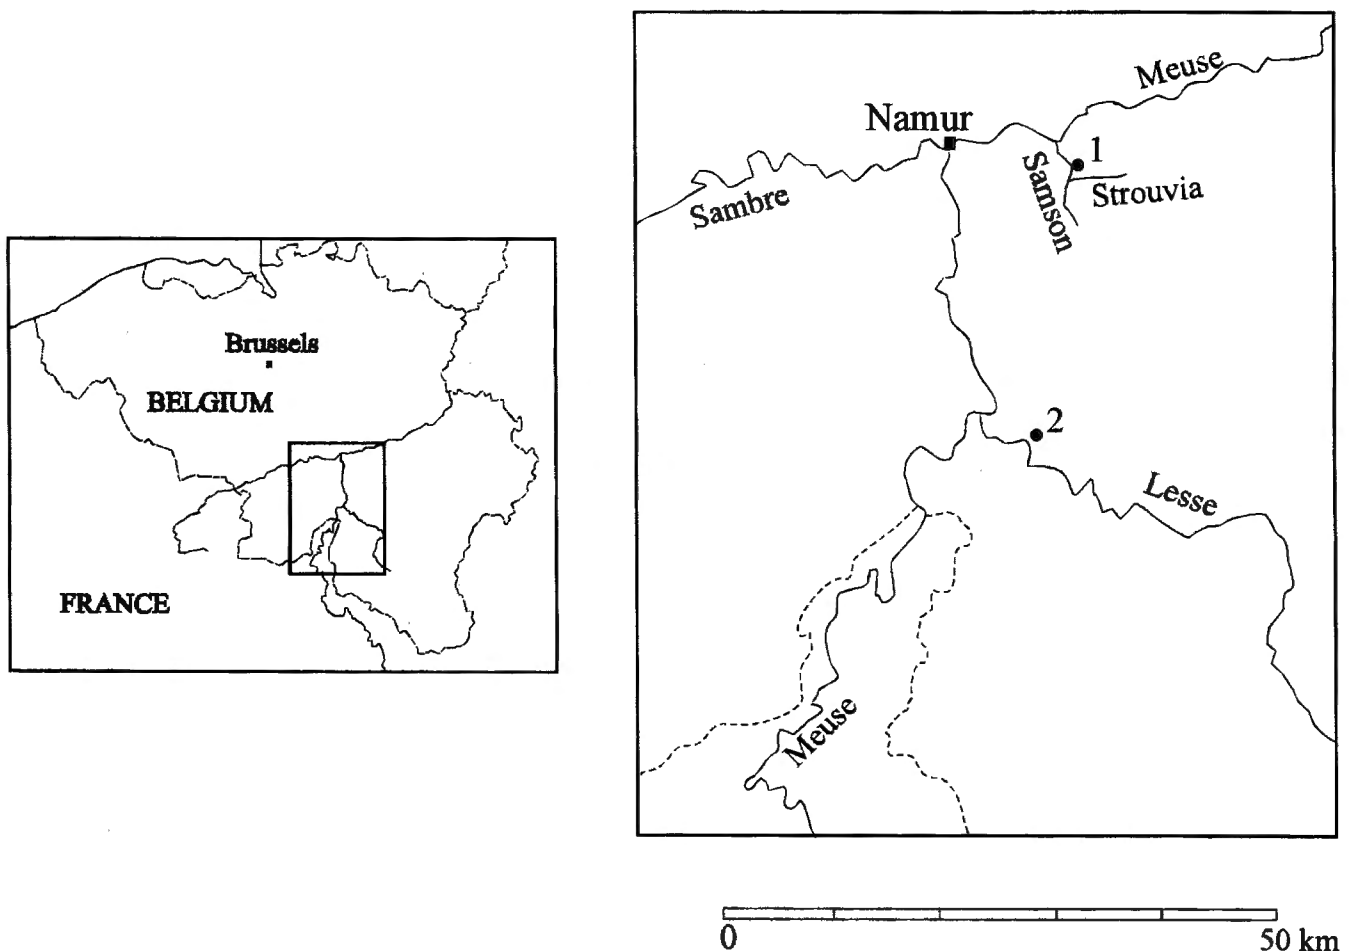 Brussels
BELGIUM
FRANCE
Meuse
Namur
1
Samson
Strouvia
Sambre
2
Lesse
Meuse
0
50 km